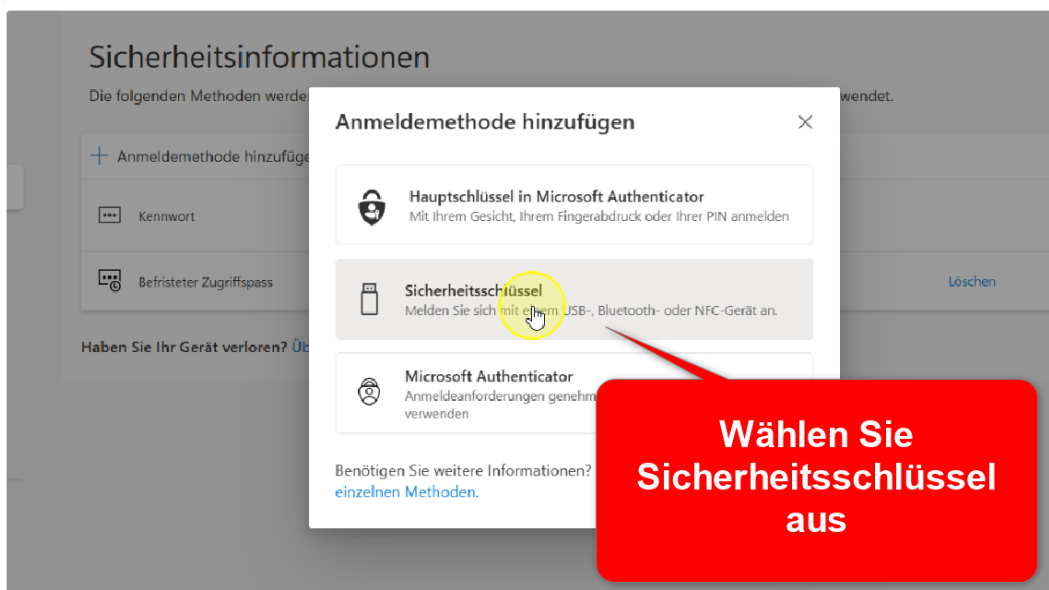 Sicherheitsinformationen
Die folgenden Methoden werde
wendet.
Anmeldemethode hinzufüge
Kennwort
Befristeter Zugriffspass
Löschen
Haben Sie Ihr Gerät verloren? Üb
Anmeldemethode hinzufügen
Hauptschlüssel in Microsoft Authenticator
Mit Ihrem Gesicht, Ihrem Fingerabdruck oder Ihrer PIN anmelden
Sicherheitsschlüssel
Melden Sie sich mit einem USB-, Bluetooth- oder NFC-Gerät an.
Microsoft Authenticator
Anmeldeanforderungen genehm
verwenden
Benötigen Sie weitere Informationen?
einzelnen Methoden.
Wählen Sie
Sicherheitsschlüssel
aus